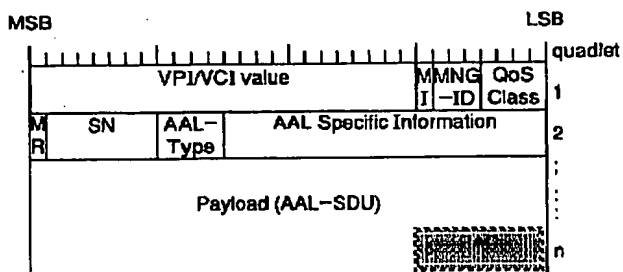 MSB
LSB
quadlet
VPI/VCI value
M
I
MNG
-ID
QoS
Class
1
M
R
SN
AAL-
Type
AAL Specific Information
2
Payload (AAL-SDU)
n